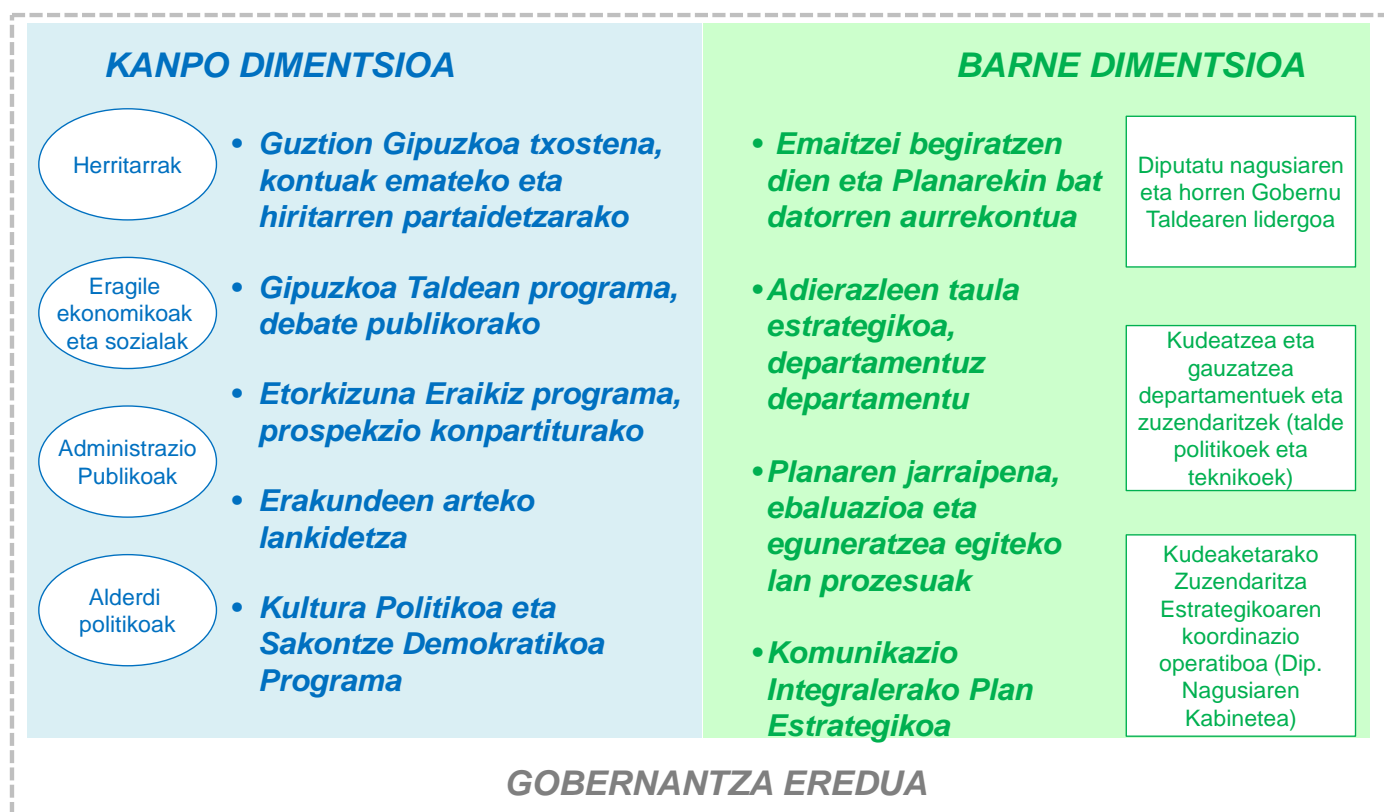 KANPO DIMENTSIOA
Herritarrak
Eragile
ekonomikoak
eta sozialak
Administrazio
Publikoak
Alderdi
politikoak
• Guztion Gipuzkoa txostena,
kontuak emateko eta
hiritarren partaidetzarako
• Gipuzkoa Taldean programa,
debate publikorako
• Etorkizuna Eraikiz programa,
prospekzio konpartiturako
• Erakundeen arteko
lankidetza
• Kultura Politikoa eta
Sakontze Demokratikoa
Programa
BARNE DIMENTSIOA
• Emaitzei begiratzen
dien eta Planarekin bat
datorren aurrekontua
• Adierazleen taula
estrategikoa,
departamentuz
departamentu
• Planaren jarraipena,
ebaluazioa eta
eguneratzea egiteko
lan prozesuak
• Komunikazio
Integralerako Plan
Estrategikoa
Diputatu nagusiaren
eta horren Gobernu
Taldearen lidergoa
Kudeatzea eta
gauzatzea
departamentuek eta
zuzendaritzek (talde
politikoek eta
teknikoek)
Kudeaketarako
Zuzendaritza
Estrategikoaren
koordinazio
operatiboa (Dip.
Nagusiaren
Kabinetea)
GOBERNANTZA EREDUA